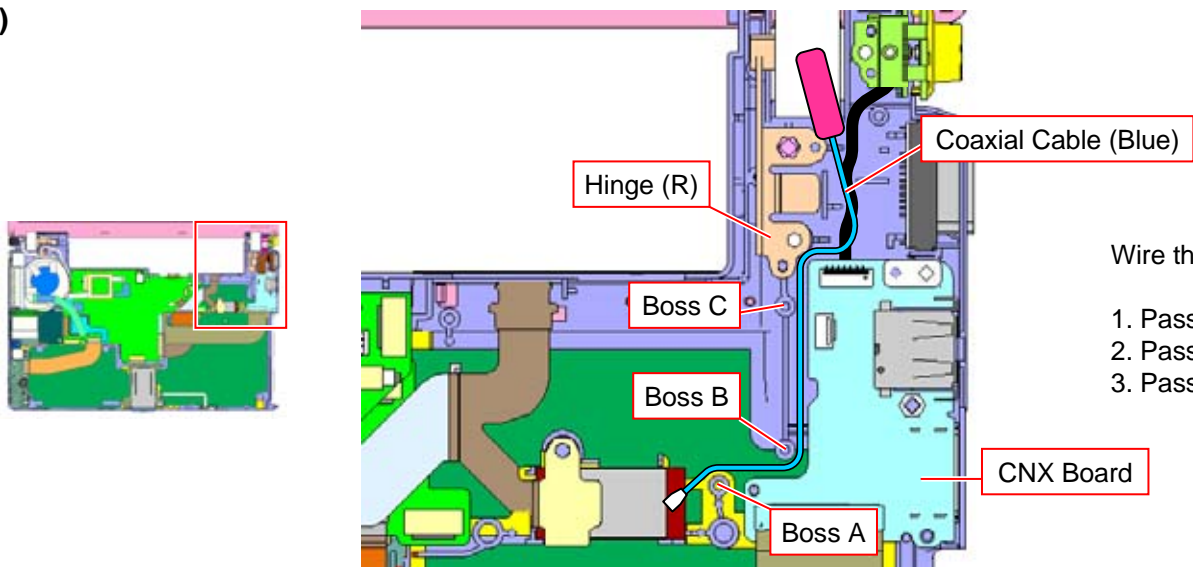 )
Coaxial Cable (Blue)
Hinge (R)
Wire th
Boss C
1. Pass
2. Pass
3. Pass
Boss B
CNX Board
Boss A